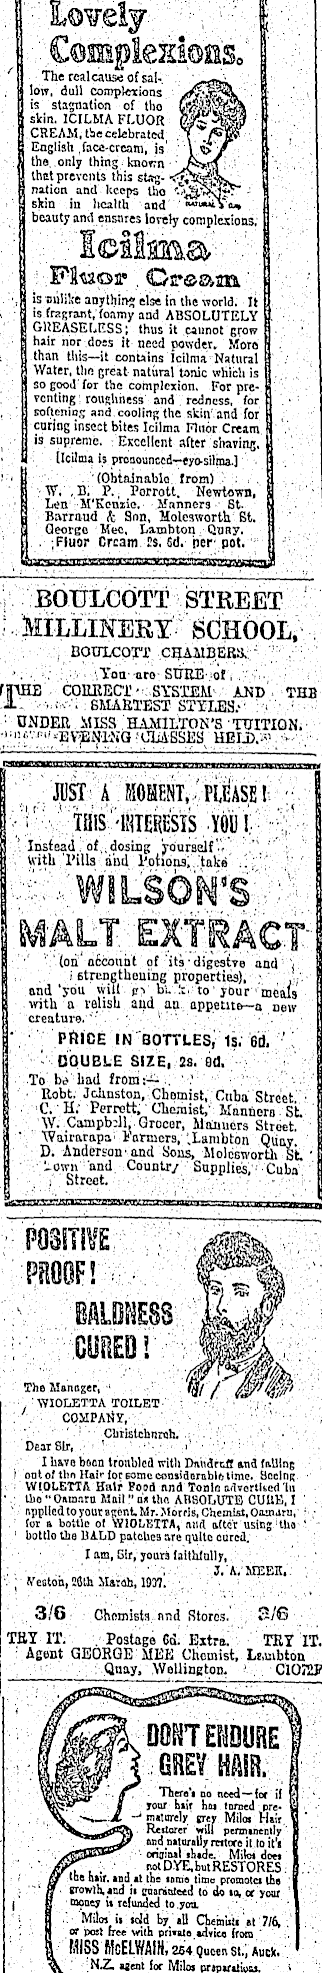 Lovely
Complexions.
The real cause of sal-
low, dull complexions
is stagnation of the
skin. ICILMA FLUOR
CREAM, the celebrated
English face-cream, is
the only thing known
that prevents this stag-
nation and keeps the
skin in health and
beauty and ensures lovely complexions.
Icilma
Fluor Cream
is unlike anything else in the world. It
is fragrant, foamy and ABSOLUTELY
GREASELESS; thus it cannot grow
hair nor does it need powder. More
than this—it contains Icilma Natural
Water, the great natural tonic which is
so good for the complexion. For pre-
venting roughness and redness, for
softening and cooling the skin and for
curing insect bites Icilma Fluor Cream
is supreme. Excellent after shaving.
[Icilma is pronounced—eye-silma.]
(Obtainable from)
W. B. P. Porrott, Newtown,
Len M'Kenzie, Manners St.
Barraud & Son, Molesworth St.
George Mee, Lambton Quay.
Fluor Cream 2s. 6d. per pot.
BOULCOTT STREET
MILLINERY SCHOOL,
BOULCOTT CHAMBERS.
You are SURE of
THE CORRECT SYSTEM AND THE
SMARTEST STYLES.
UNDER MISS HAMILTON'S TUITION.
EVENING CLASSES HELD.
JUST A MOMENT, PLEASE!
THIS INTERESTS YOU!
Instead of dosing yourself
with Pills and Potions, take
WILSON'S
MALT EXTRACT
(on account of its digestve and
strengthening properties),
and you will go back to your meals
with a relish and an appetite—a new
creature.
PRICE IN BOTTLES, 1s. 6d.
DOUBLE SIZE, 2s. 9d.
To be had from:—
Robt. Johnston, Chemist, Cuba Street.
C. H. Perrett, Chemist, Manners St.
W. Campbell, Grocer, Manners Street.
Wairarapa Farmers, Lambton Quay.
D. Anderson and Sons, Molesworth St.
Town and Country Supplies, Cuba
Street.
POSITIVE
PROOF!
BALDNESS
CURED!
The Manager,
WIOLETTA TOILET
COMPANY,
Christchurch.
Dear Sir,
I have been troubled with Dandruff and falling
out of the Hair for some considerable time. Seeing
WIOLETTA Hair Food and Tonic advertised in
the "Oamaru Mail" as the ABSOLUTE CURE, I
applied to your agent, Mr. Morris, Chemist, Oamaru,
for a bottle of WIOLETTA, and after using the
bottle the BALD patches are quite cured.
I am, Sir, yours faithfully,
J. A. MEEK.
Weston, 26th March, 1907.
3/6 Chemists and Stores. 3/6
TRY IT. Postage 6d. Extra. TRY IT.
Agent GEORGE MEE Chemist, Lambton
Quay, Wellington.
DON'T ENDURE
GREY HAIR.
There's no need—for if
your hair has turned pre-
maturely grey Milos Hair
Restorer will permanently
and naturally restore it to it's
original shade. Milos does
not DYE, but RESTORES
the hair, and at the same time promotes the
growth, and is guaranteed to do so, or your
money is refunded to you.
Milos is sold by all Chemists at 7/6,
or post free with private advice from
MISS McELWAIN, 254 Queen St., Auck.
N.Z. agent for Milos preparations.